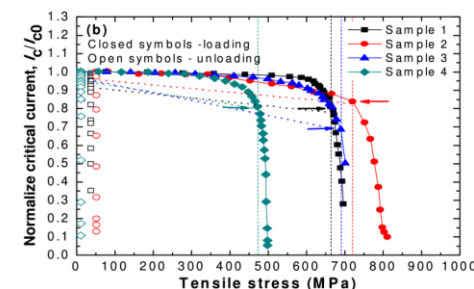 1.3
1.2
1.1
1.0
0.9
0.8
0.7
0.6
0.5
0.4
0.3
0.2
0.1
0.0
Normalize critical current, Ic/Ic0
(b)
Closed symbols -loading
Open symbols - unloading
Sample 1
Sample 2
Sample 3
Sample 4
0 100 200 300 400 500 600 700 800 900 1000
Tensile stress (MPa)